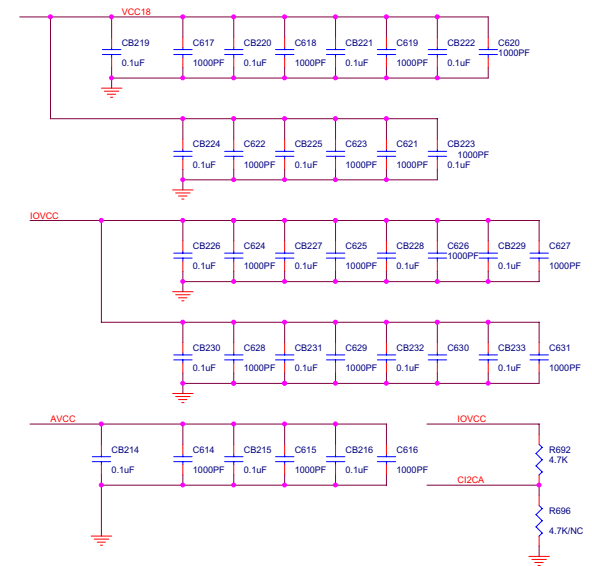 VCC18
CB219 C617 CB220 C618 CB221 C619 CB222 C620
0.1uF 1000PF 0.1uF 1000PF 0.1uF 1000PF 0.1uF 1000PF
CB224 C622 CB225 C623 C621 CB223
0.1uF 1000PF 0.1uF 1000PF 1000PF 1000PF
0.1uF
IOVCC
CB226 C624 CB227 C625 CB228 C626 CB229 C627
0.1uF 1000PF 0.1uF 1000PF 0.1uF 1000PF 0.1uF 1000PF
CB230 C628 CB231 C629 CB232 C630 CB233 C631
0.1uF 1000PF 0.1uF 1000PF 0.1uF 0.1uF 1000PF
AVCC
CB214 C614 CB215 C615 CB216 C616
0.1uF 1000PF 0.1uF 1000PF 0.1uF 1000PF
IOVCC
R692
4.7K
CI2CA
R696
4.7K/NC